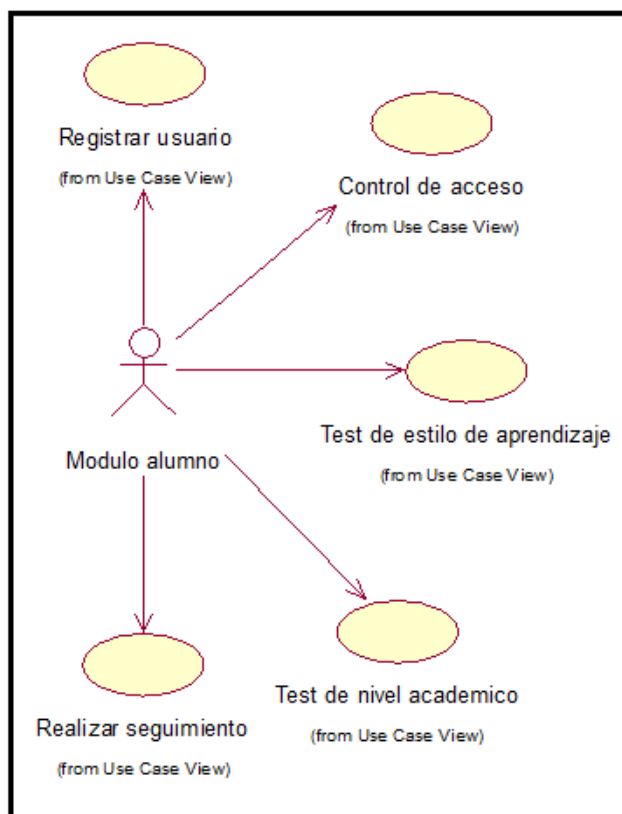 Registrar usuario
(from Use Case View)
Control de acceso
(from Use Case View)
Test de estilo de aprendizaje
(from Use Case View)
Modulo alumno
Test de nivel academico
(from Use Case View)
Realizar seguimiento
(from Use Case View)